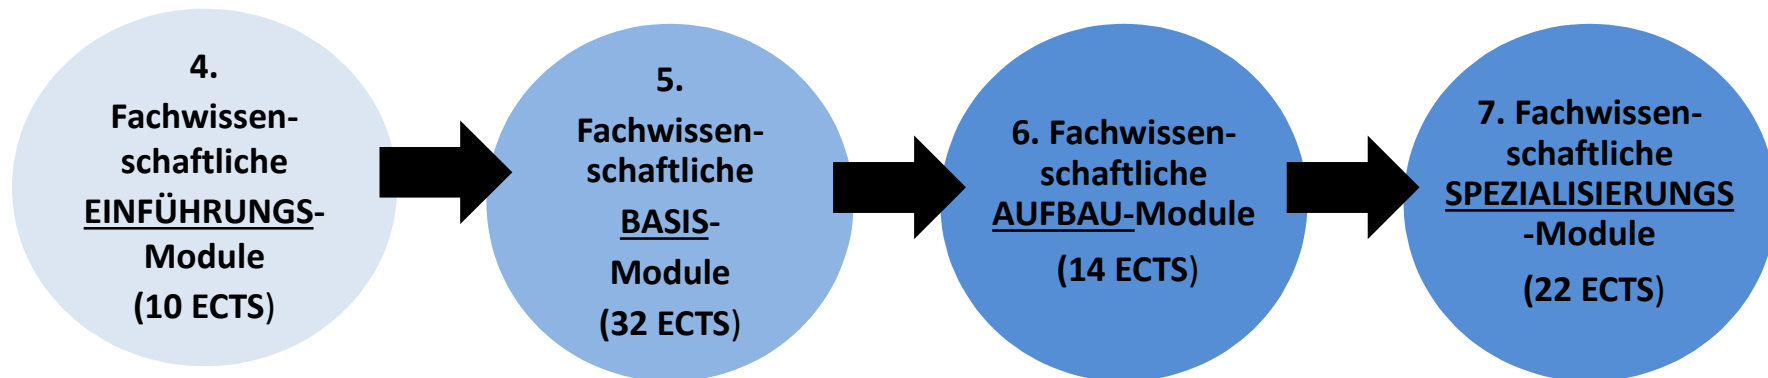 4.
Fachwissen-
schaftliche
EINFÜHRUNGS-
Module
(10 ECTS)
5.
Fachwissen-
schaftliche
BASIS-
Module
(32 ECTS)
6. Fachwissen-
schaftliche
AUFBAU-Module
(14 ECTS)
7. Fachwissen-
schaftliche
SPEZIALISIERUNGS
-Module
(22 ECTS)